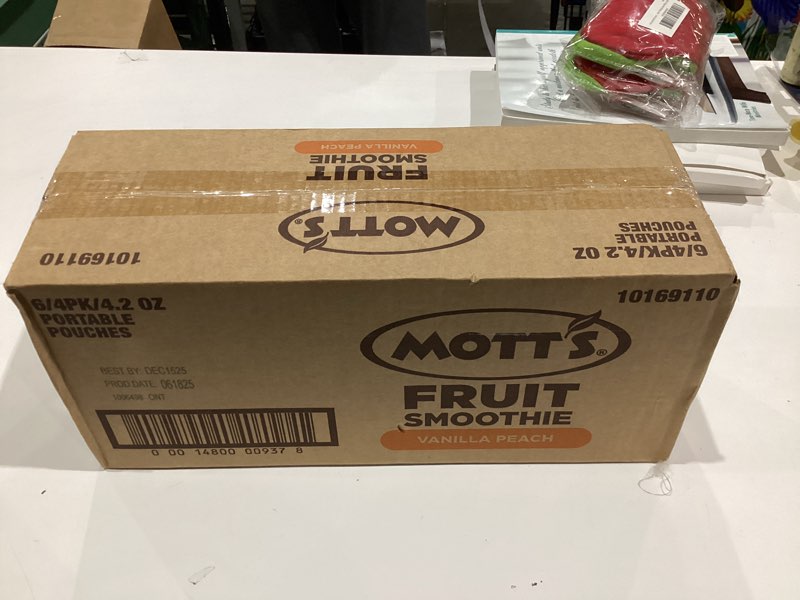 VANILLA PEACH
FRUIT
SMOOTHIE
MOTT'S®
6/4PK/4.2 OZ
PORTABLE
POUCHES
10169110
6/4PK/4.2 OZ
PORTABLE
POUCHES
10169110
BEST BY: DEC1525
PROD.DATE: 061825
ONT
MOTT'S®
FRUIT
SMOOTHIE
VANILLA PEACH
0 00 14800 00937 8